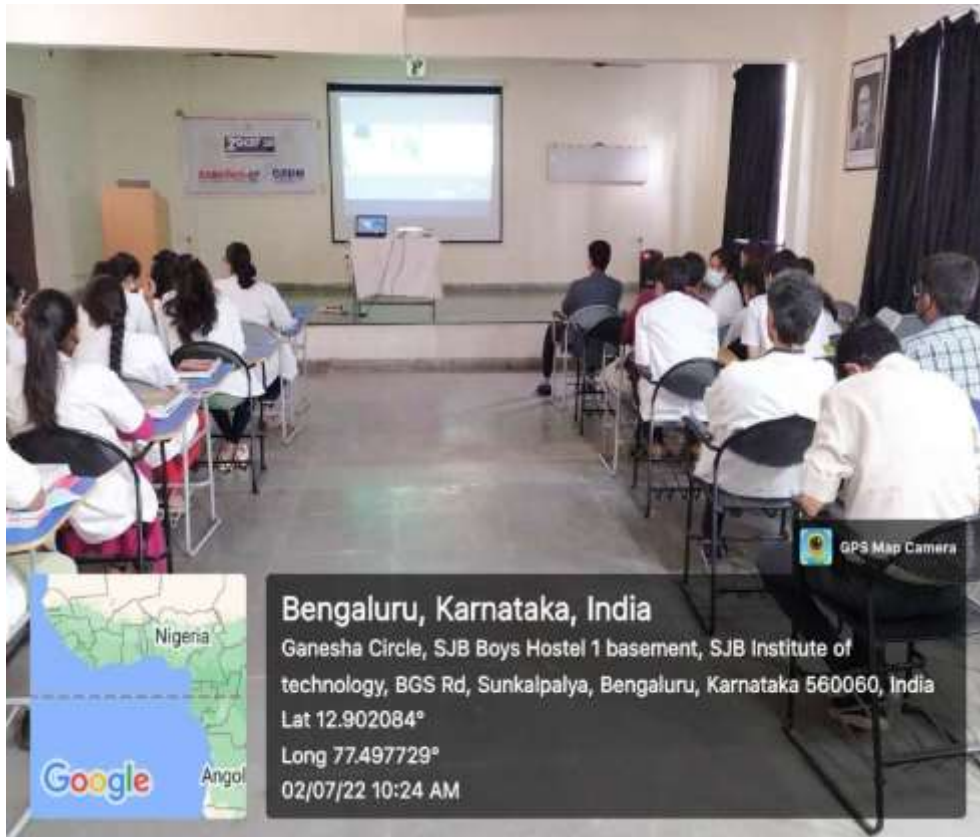 GPS Map Camera
Nigeria
Angol
Google
Bengaluru, Karnataka, India
Ganesha Circle, SJB Boys Hostel 1 basement, SJB Institute of
technology, BGS Rd, Sunkalpalya, Bengaluru, Karnataka 560060, India
Lat 12.902084°
Long 77.497729°
02/07/22 10:24 AM